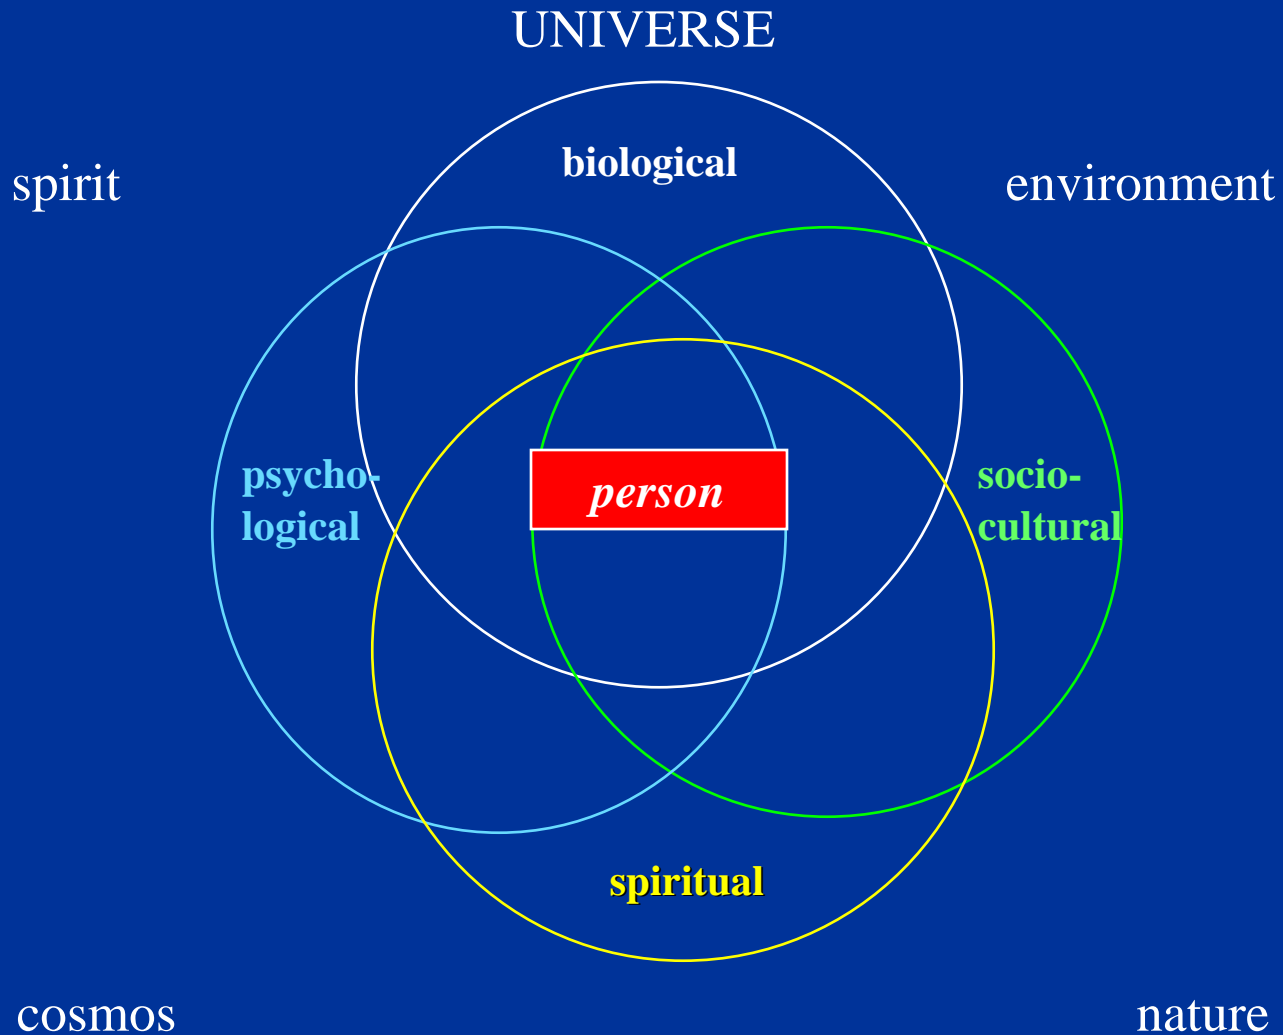 UNIVERSE
biological
spirit
environment
psycho-
logical
person
socio-
cultural
spiritual
cosmos
nature